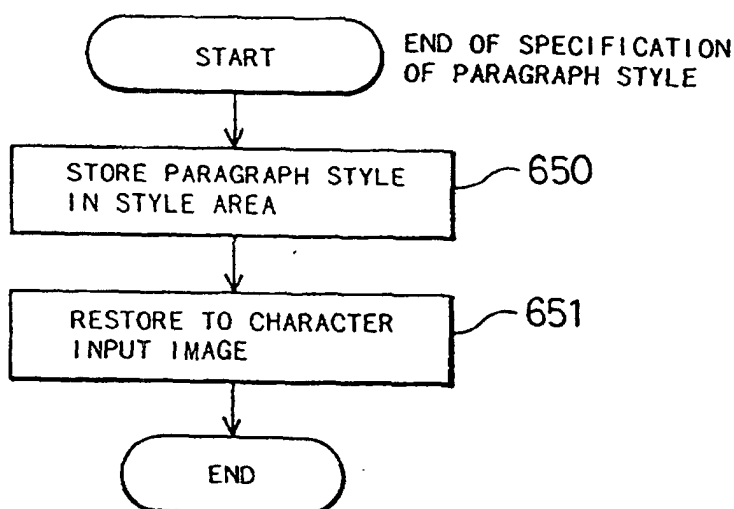 START
END OF SPECIFICATION
OF PARAGRAPH STYLE
STORE PARAGRAPH STYLE
IN STYLE AREA
650
RESTORE TO CHARACTER
INPUT IMAGE
651
END